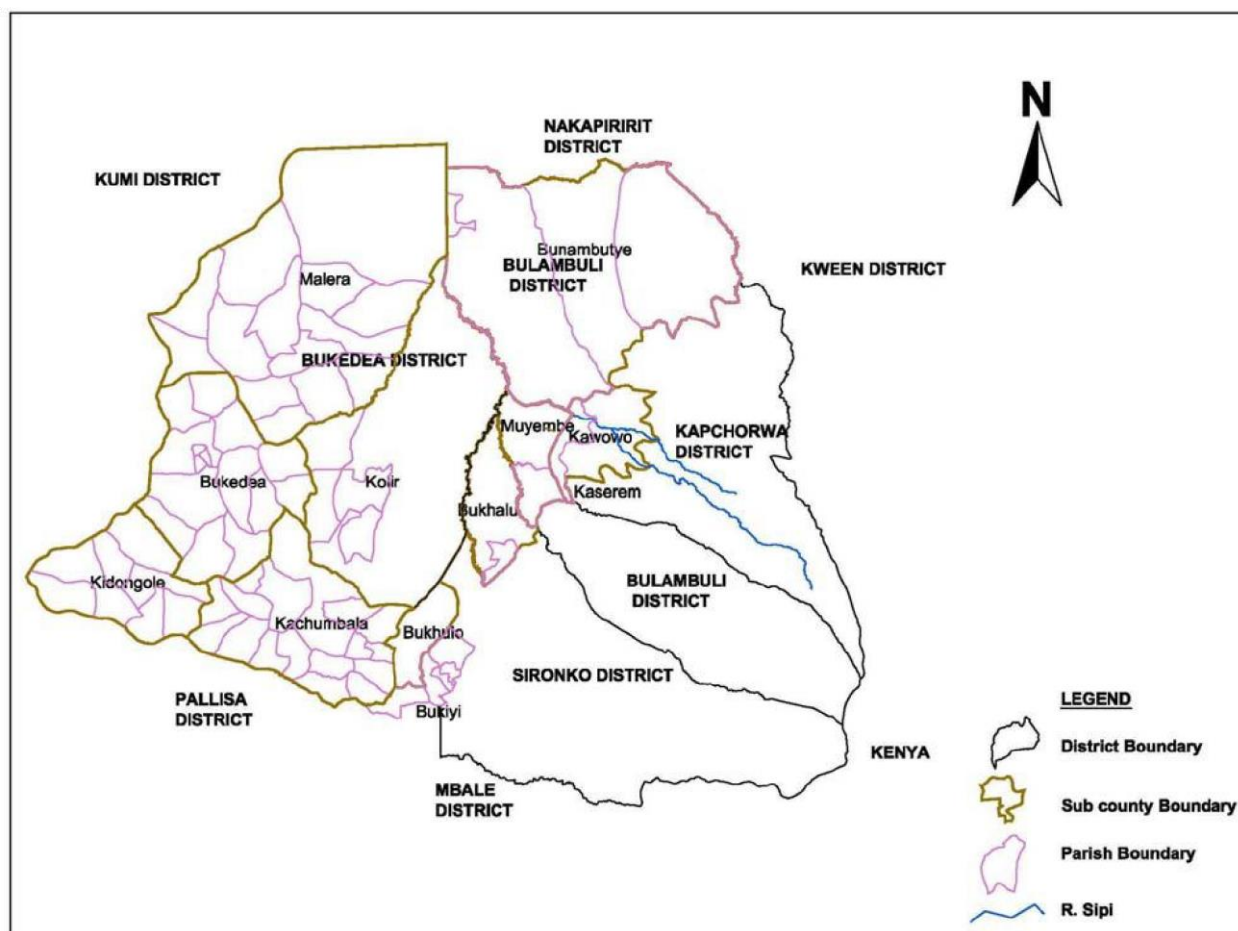 N
NAKAPIRIRIT
DISTRICT
KUMI DISTRICT
Bunambutye
BULAMBULI
DISTRICT
KWEEN DISTRICT
Malera
BUKEDEA DISTRICT
Muyembe
Kawowo
KAPCHORWA
DISTRICT
Bukedea
Kolir
Kaserem
Bukhalu
Kidongole
BULAMBULI
DISTRICT
Kachumbala
Bukhulo
SIRONKO DISTRICT
PALLISA
DISTRICT
Bukiyi
KENYA
MBALE
DISTRICT
LEGEND
District Boundary
Sub county Boundary
Parish Boundary
R. Sipi